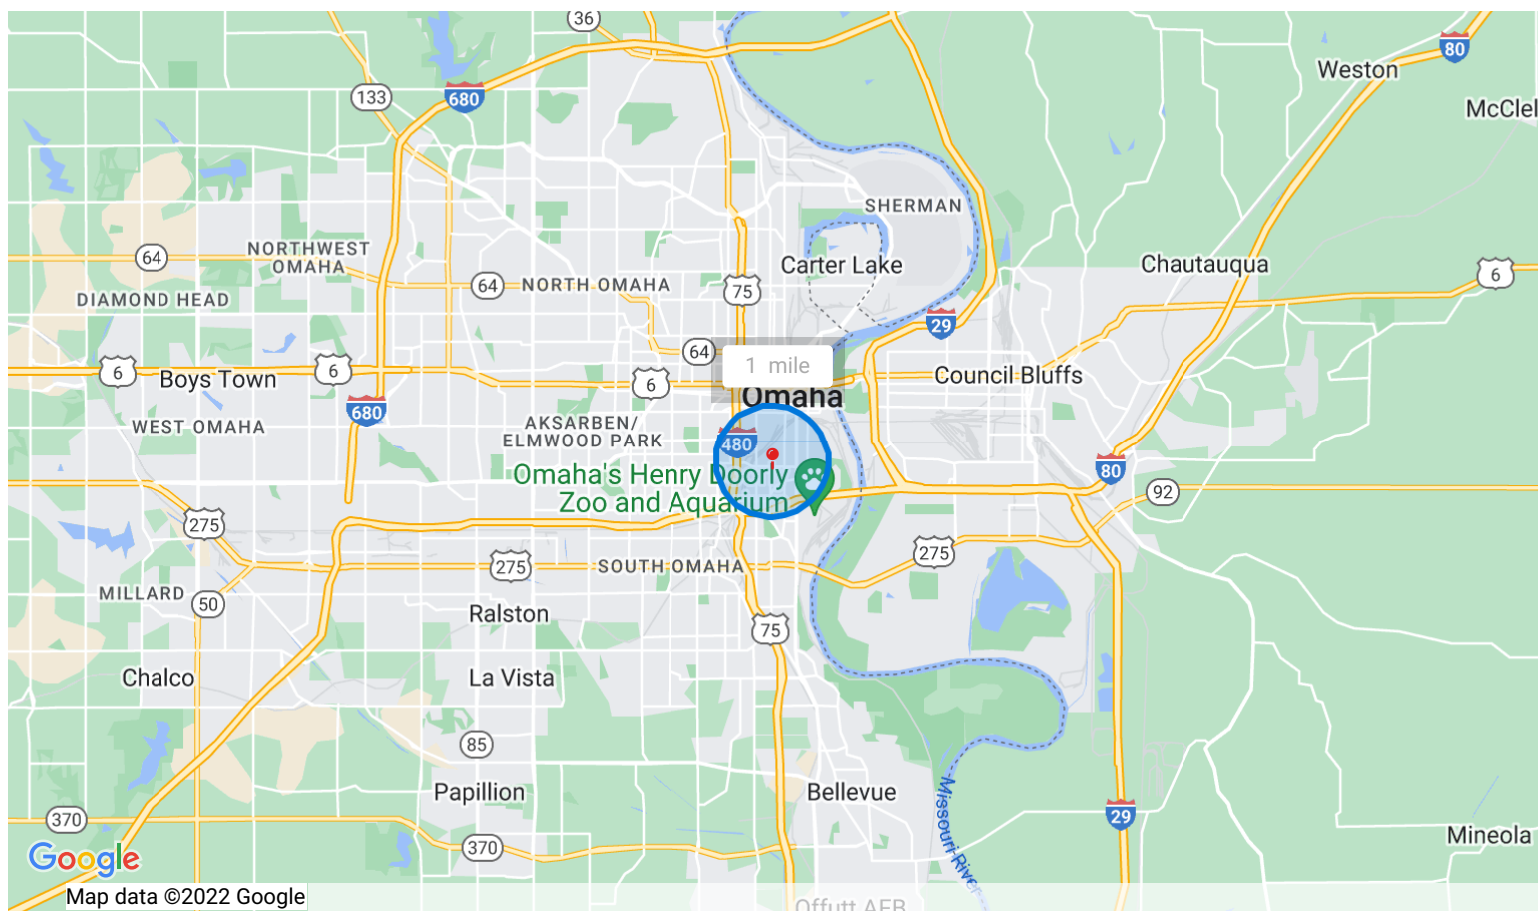 36
80
Weston
133
680
McClel
SHERMAN
NORTHWEST
OMAHA
64
Carter Lake
Chautauqua
6
64
NORTH OMAHA
75
DIAMOND HEAD
29
64
1 mile
6
Boys Town
6
6
Council Bluffs
Omaha
680
WEST OMAHA
AKSARBEN/
ELMWOOD PARK
480
80
Omaha's Henry Doorly
Zoo and Aquarium
92
275
275
275
SOUTH OMAHA
MILLARD
50
Ralston
75
Chalco
La Vista
85
Papillion
Bellevue
Missouri River
370
29
Mineola
370
Google
Map data ©2022 Google
Offutt AFB